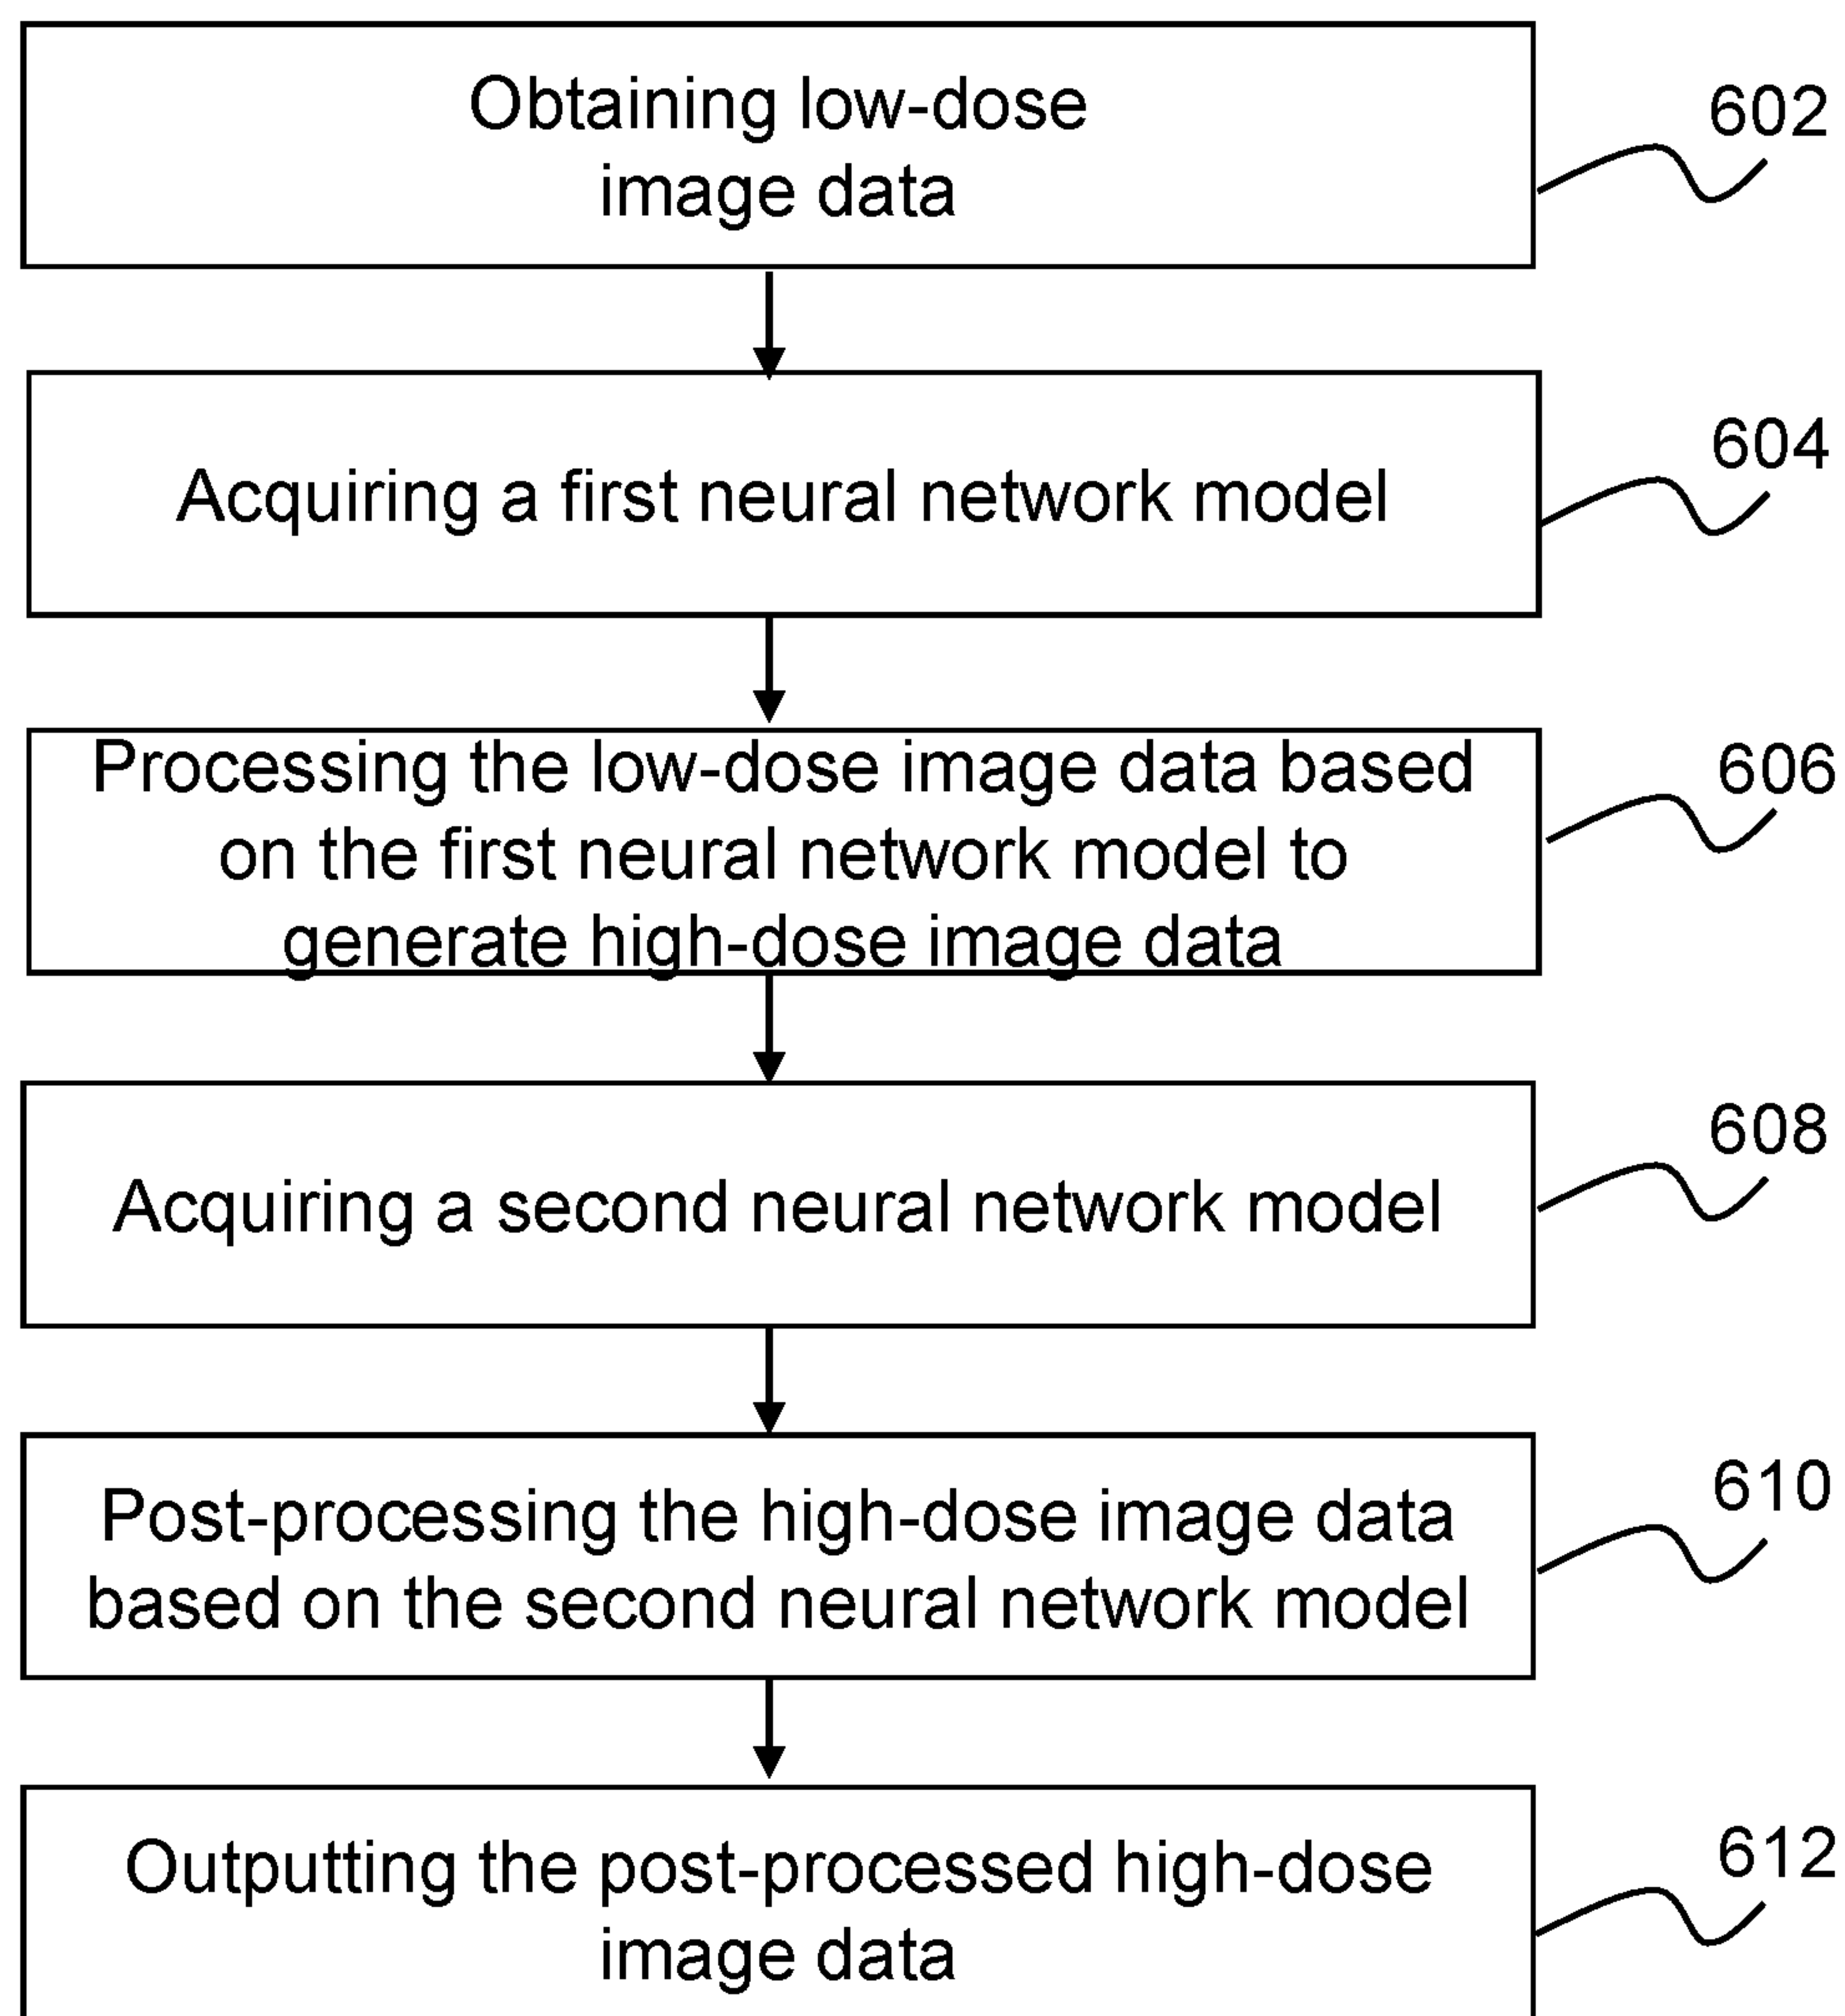 Obtaining low-dose
image data
602
Acquiring a first neural network model
604
Processing the low-dose image data based
on the first neural network model to
generate high-dose image data
606
Acquiring a second neural network model
608
Post-processing the high-dose image data
based on the second neural network model
610
Outputting the post-processed high-dose
image data
612